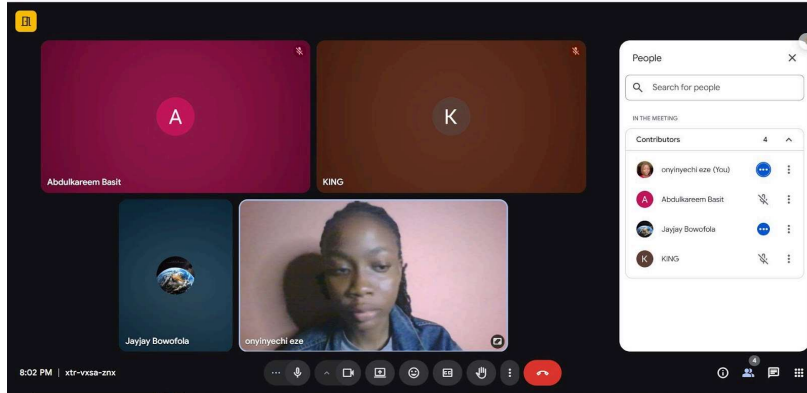 A
Abdulkareem Basit
K
KING
Jayjay Bowofola
onyinyechi eze
8:02 PM | xtr-vxsa-znx
4
People
Search for people
IN THE MEETING
Contributors 4
onyinyechi eze (You)
A Abdulkareem Basit
Jayjay Bowofola
K KING